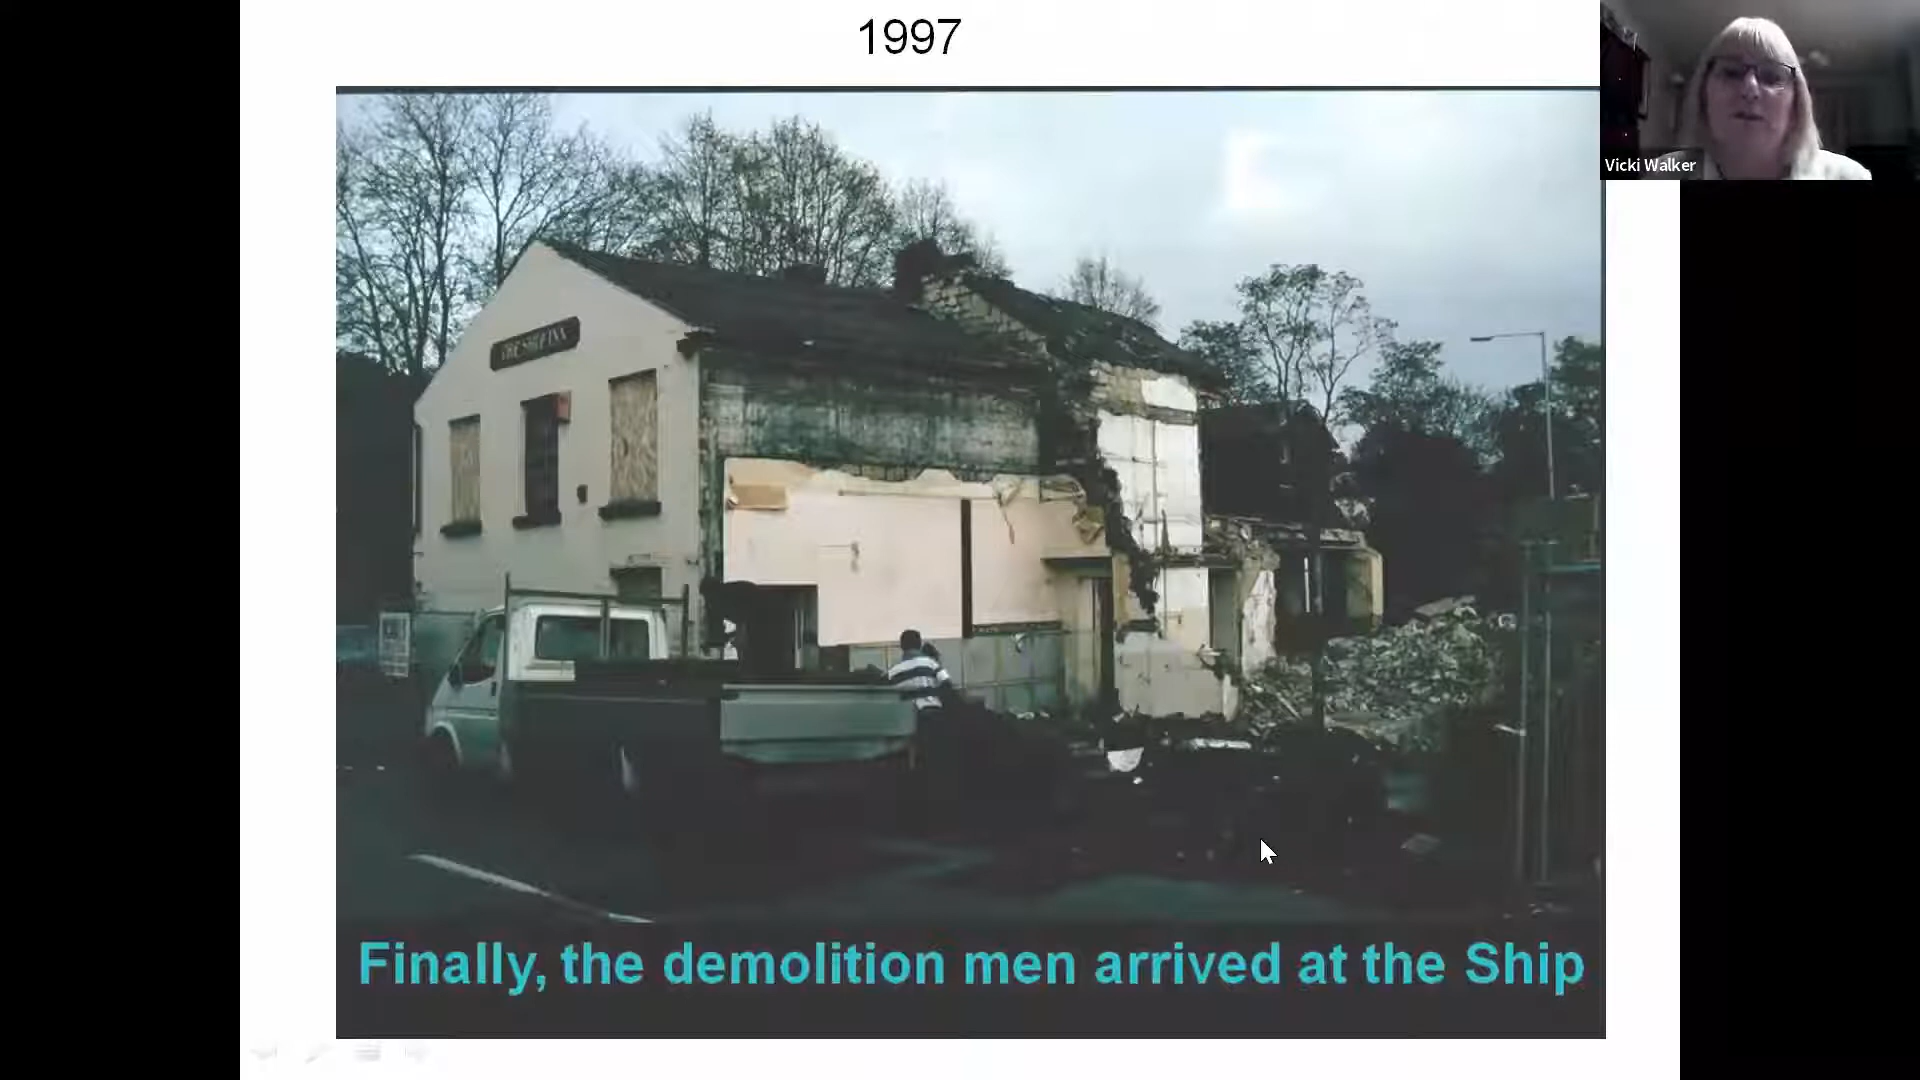 1997
Vicki Walker
THE SHIP INN
Finally, the demolition men arrived at the Ship